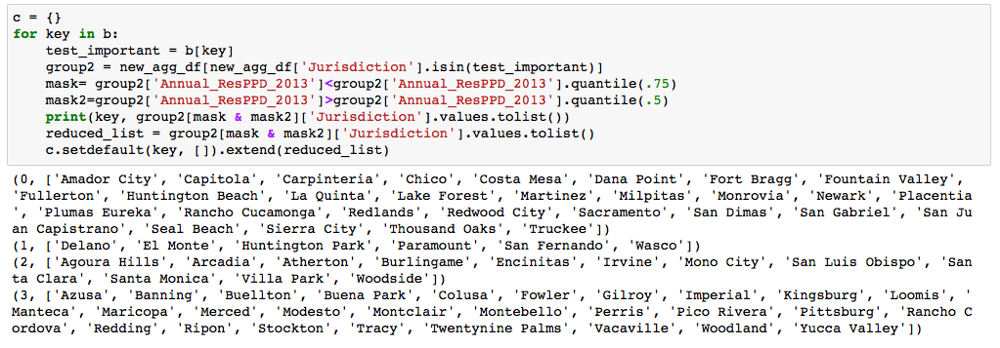 c = {}
for key in b:
    test_important = b[key]
    group2 = new_agg_df[new_agg_df['Jurisdiction'].isin(test_important)]
    mask= group2['Annual_ResPPD_2013']<group2['Annual_ResPPD_2013'].quantile(.75)
    mask2=group2['Annual_ResPPD_2013']>group2['Annual_ResPPD_2013'].quantile(.5)
    print(key, group2[mask & mask2]['Jurisdiction'].values.tolist())
    reduced_list = group2[mask & mask2]['Jurisdiction'].values.tolist()
    c.setdefault(key, []).extend(reduced_list)
(0, ['Amador City', 'Capitola', 'Carpinteria', 'Chico', 'Costa Mesa', 'Dana Point', 'Fort Bragg', 'Fountain Valley',
'Fullerton', 'Huntington Beach', 'La Quinta', 'Lake Forest', 'Martinez', 'Milpitas', 'Monrovia', 'Newark', 'Placentia
', 'Plumas Eureka', 'Rancho Cucamonga', 'Redlands', 'Redwood City', 'Sacramento', 'San Dimas', 'San Gabriel', 'San Ju
an Capistrano', 'Seal Beach', 'Sierra City', 'Thousand Oaks', 'Truckee'])
(1, ['Delano', 'El Monte', 'Huntington Park', 'Paramount', 'San Fernando', 'Wasco'])
(2, ['Agoura Hills', 'Arcadia', 'Atherton', 'Burlingame', 'Encinitas', 'Irvine', 'Mono City', 'San Luis Obispo', 'San
ta Clara', 'Santa Monica', 'Villa Park', 'Woodside'])
(3, ['Azusa', 'Banning', 'Buellton', 'Buena Park', 'Colusa', 'Fowler', 'Gilroy', 'Imperial', 'Kingsburg', 'Loomis', '
Manteca', 'Maricopa', 'Merced', 'Modesto', 'Montclair', 'Montebello', 'Perris', 'Pico Rivera', 'Pittsburg', 'Rancho C
ordova', 'Redding', 'Ripon', 'Stockton', 'Tracy', 'Twentynine Palms', 'Vacaville', 'Woodland', 'Yucca Valley'])